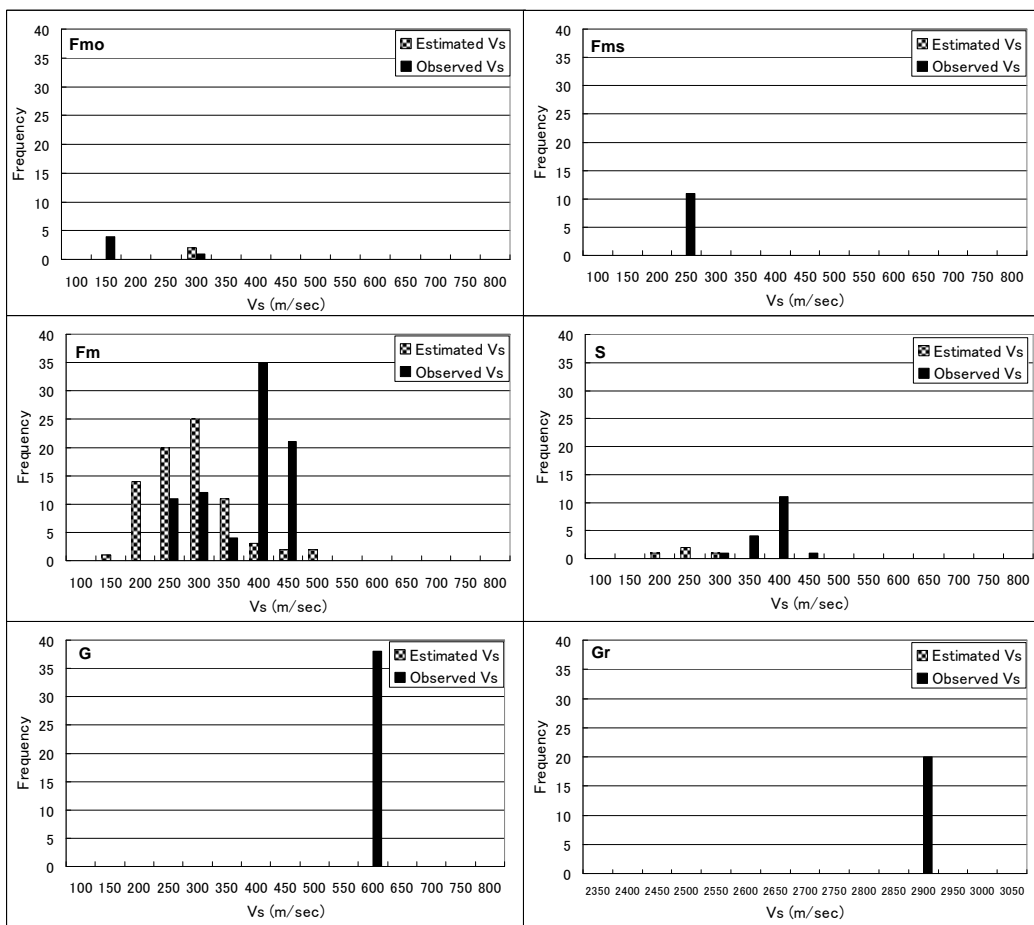 Fmo
Estimated Vs
Observed Vs
40
35
30
25
20
15
10
5
0
Frequency
100 150 200 250 300 350 400 450 500 550 600 650 700 750 800
Vs (m/sec)
Fms
Estimated Vs
Observed Vs
40
35
30
25
20
15
10
5
0
Frequency
100 150 200 250 300 350 400 450 500 550 600 650 700 750 800
Vs (m/sec)
Fm
Estimated Vs
Observed Vs
40
35
30
25
20
15
10
5
0
Frequency
100 150 200 250 300 350 400 450 500 550 600 650 700 750 800
Vs (m/sec)
S
Estimated Vs
Observed Vs
40
35
30
25
20
15
10
5
0
Frequency
100 150 200 250 300 350 400 450 500 550 600 650 700 750 800
Vs (m/sec)
G
Estimated Vs
Observed Vs
40
35
30
25
20
15
10
5
0
Frequency
100 150 200 250 300 350 400 450 500 550 600 650 700 750 800
Vs (m/sec)
Gr
Estimated Vs
Observed Vs
40
35
30
25
20
15
10
5
0
Frequency
2350 2400 2450 2500 2550 2600 2650 2700 2750 2800 2850 2900 2950 3000 3050
Vs (m/sec)